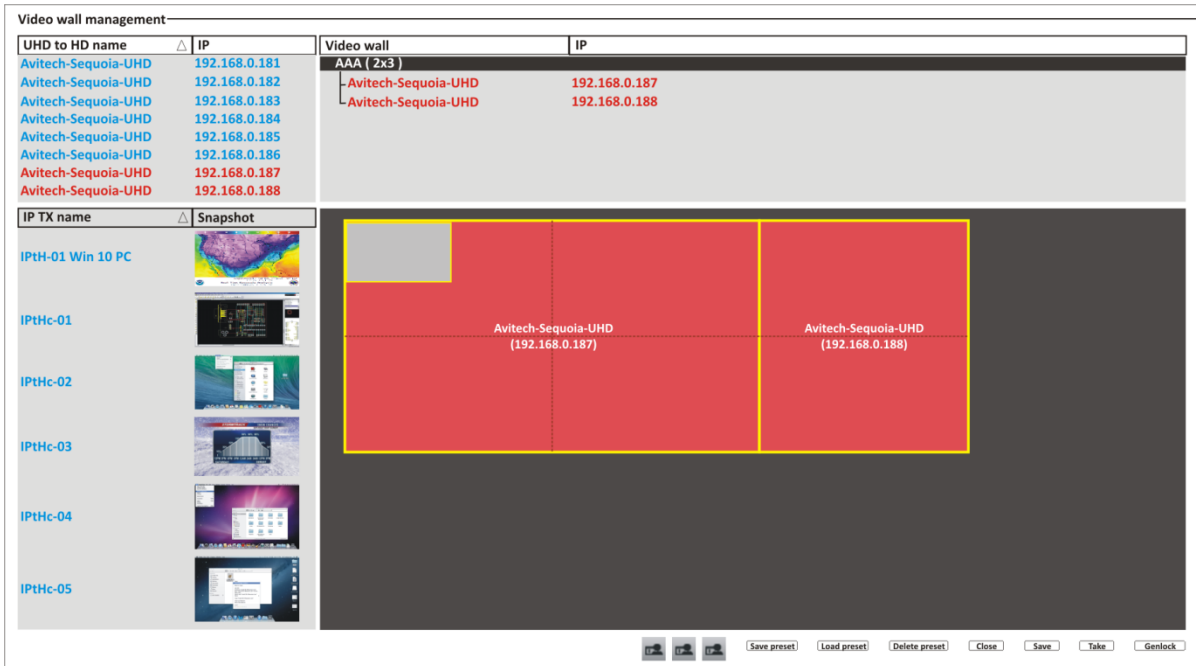 Video wall management
UHD to HD name △ IP
Avitech-Sequoia-UHD 192.168.0.181
Avitech-Sequoia-UHD 192.168.0.182
Avitech-Sequoia-UHD 192.168.0.183
Avitech-Sequoia-UHD 192.168.0.184
Avitech-Sequoia-UHD 192.168.0.185
Avitech-Sequoia-UHD 192.168.0.186
Avitech-Sequoia-UHD 192.168.0.187
Avitech-Sequoia-UHD 192.168.0.188
Video wall IP
AAA ( 2x3 )
Avitech-Sequoia-UHD 192.168.0.187
Avitech-Sequoia-UHD 192.168.0.188
IP TX name △ Snapshot
IPtH-01 Win 10 PC
IPtHc-01
IPtHc-02
IPtHc-03
IPtHc-04
IPtHc-05
Avitech-Sequoia-UHD
(192.168.0.187)
Avitech-Sequoia-UHD
(192.168.0.188)
Save preset Load preset Delete preset Close Save Take Genlock